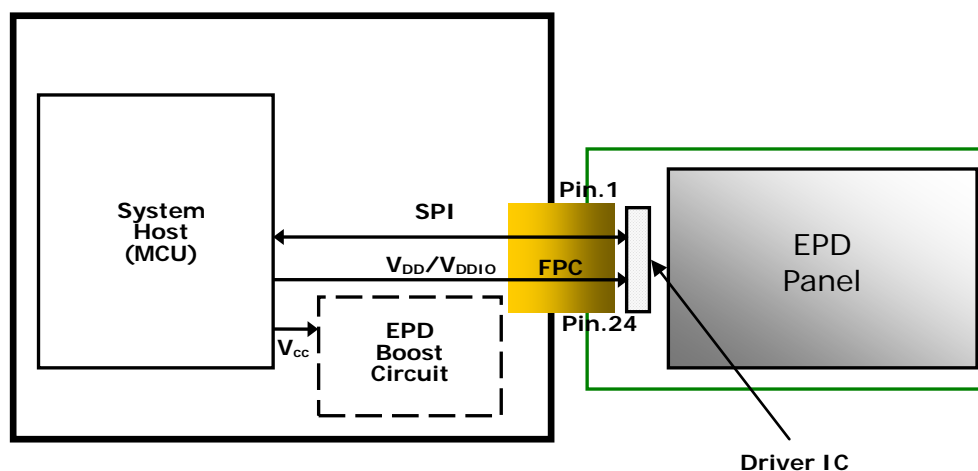 Pin.1
System
Host
(MCU)
SPI
VDD/VDDIO
FPC
EPD
Panel
Pin.24
VCC
EPD
Boost
Circuit
Driver IC